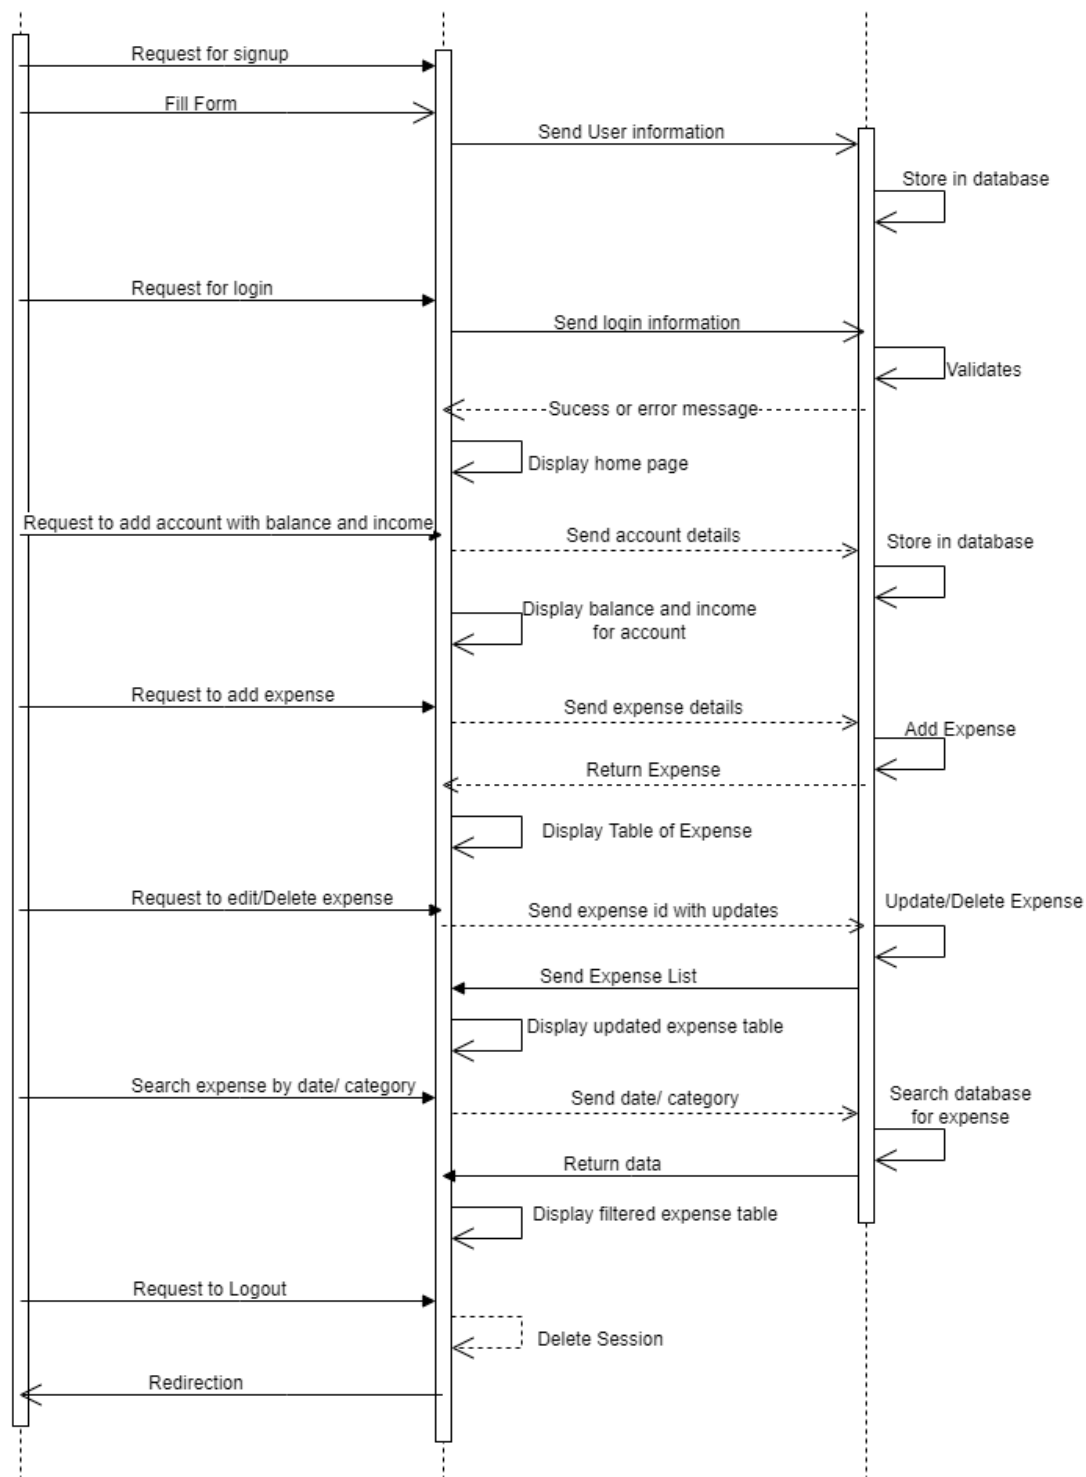 Request for signup
Fill Form
Send User information
Store in database
Request for login
Send login information
Validates
Sucess or error message
Display home page
Request to add account with balance and income
Send account details
Store in database
Display balance and income
for account
Request to add expense
Send expense details
Add Expense
Return Expense
Display Table of Expense
Request to edit/Delete expense
Send expense id with updates
Update/Delete Expense
Send Expense List
Display updated expense table
Search expense by date/ category
Send date/ category
Search database
for expense
Return data
Display filtered expense table
Request to Logout
Delete Session
Redirection